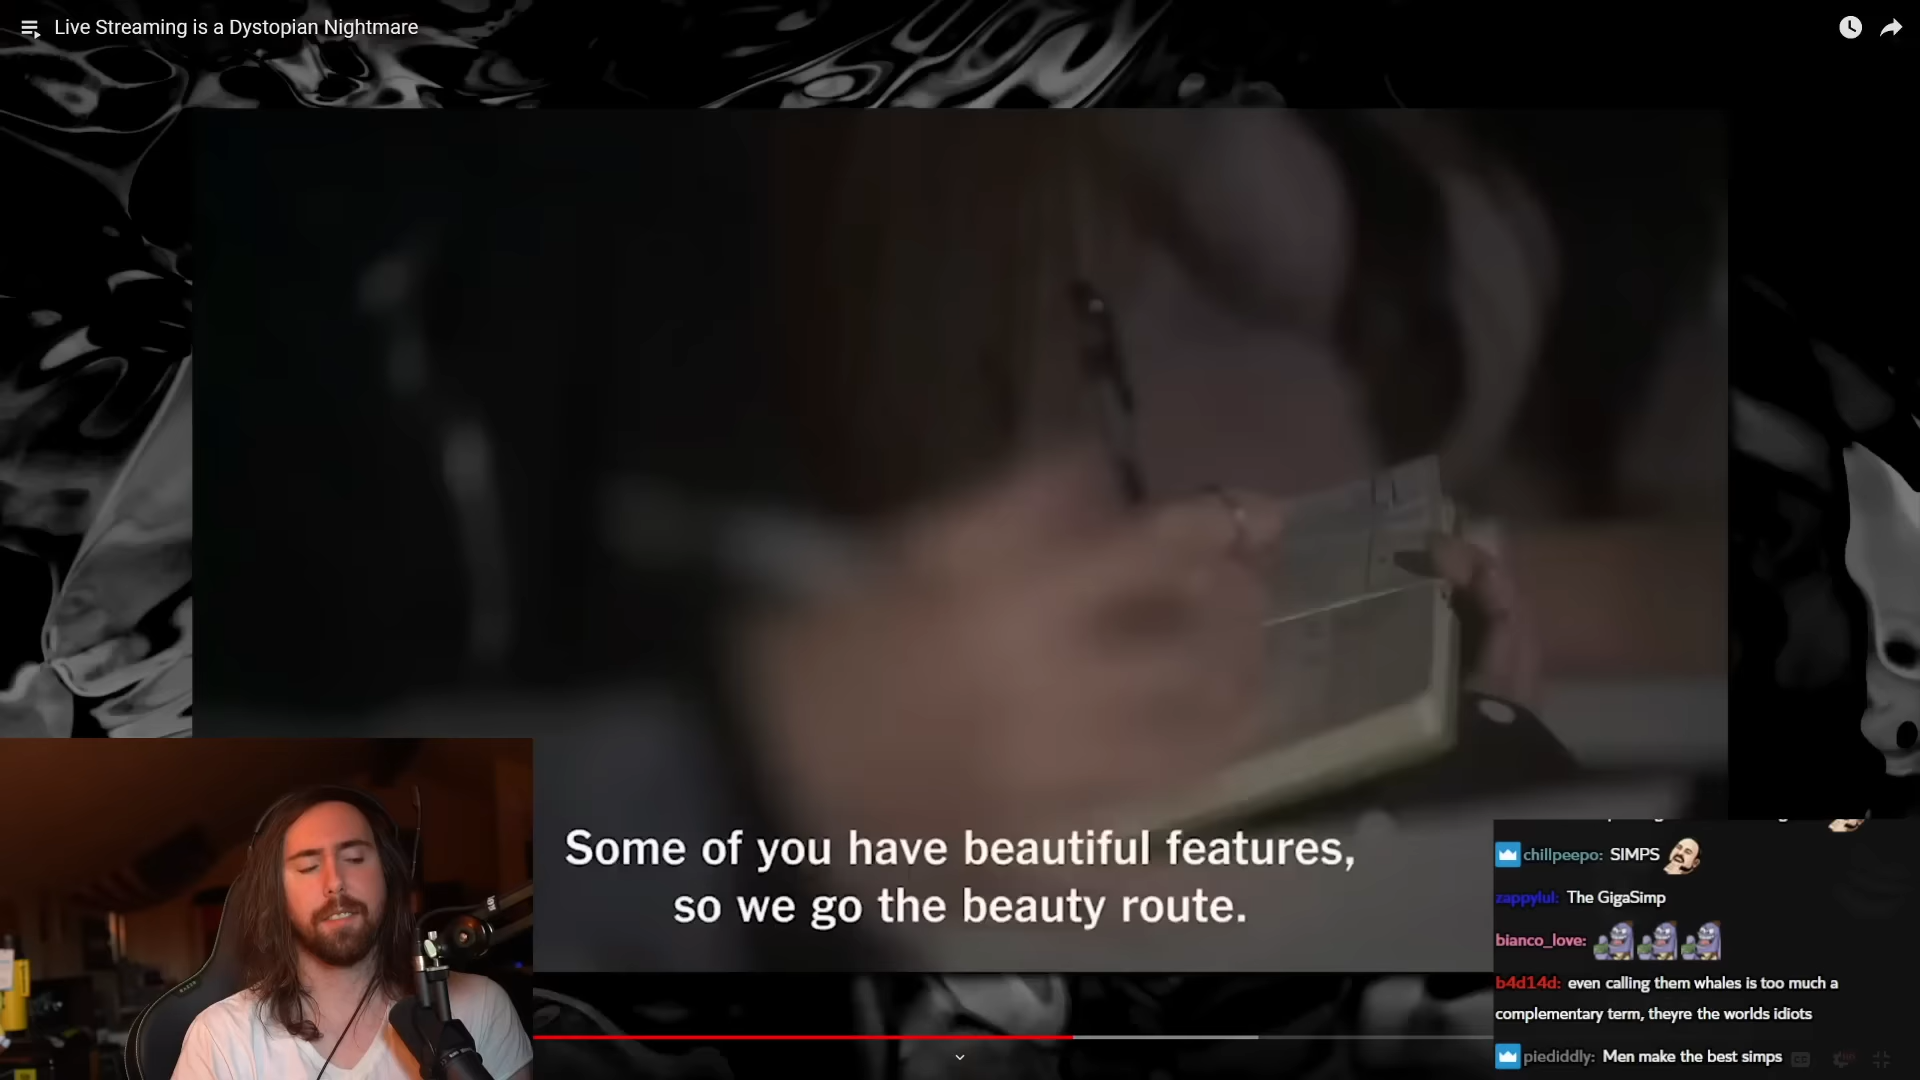 Live Streaming is a Dystopian Nightmare
Some of you have beautiful features,
so we go the beauty route.
chillpeepo: SIMPS
zappylul: The GigaSimp
bianco_love:
b4d14d: even calling them whales is too much a
complementary term, theyre the worlds idiots
piediddly: Men make the best simps